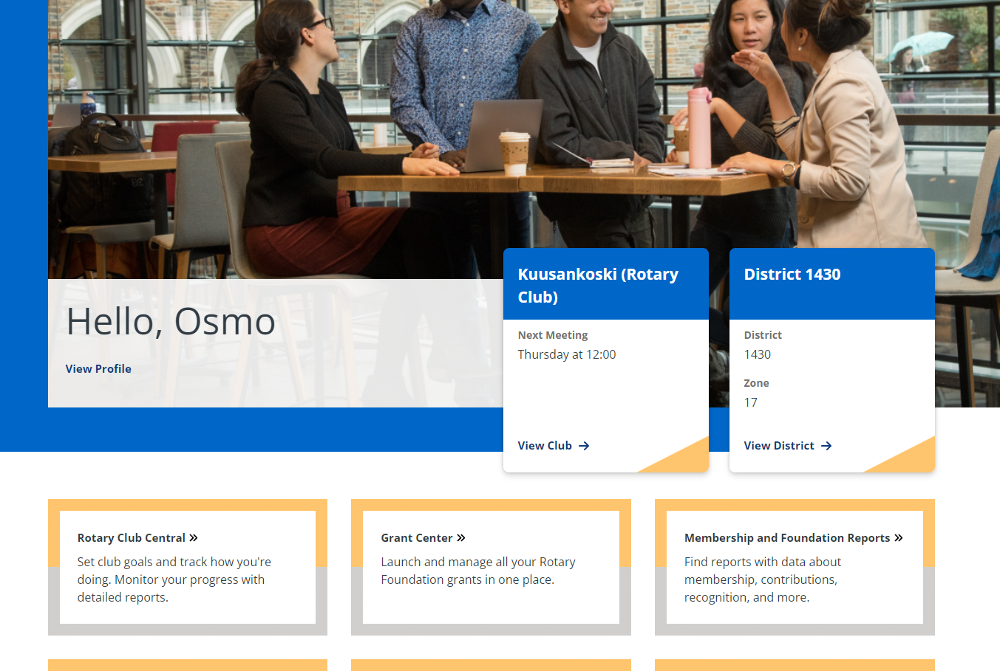 Hello, Osmo
View Profile
Kuusankoski (Rotary
Club)
Next Meeting
Thursday at 12:00
View Club
District 1430
District
1430
Zone
17
View District
Rotary Club Central
Set club goals and track how you're
doing. Monitor your progress with
detailed reports.
Grant Center
Launch and manage all your Rotary
Foundation grants in one place.
Membership and Foundation Reports
Find reports with data about
membership, contributions,
recognition, and more.